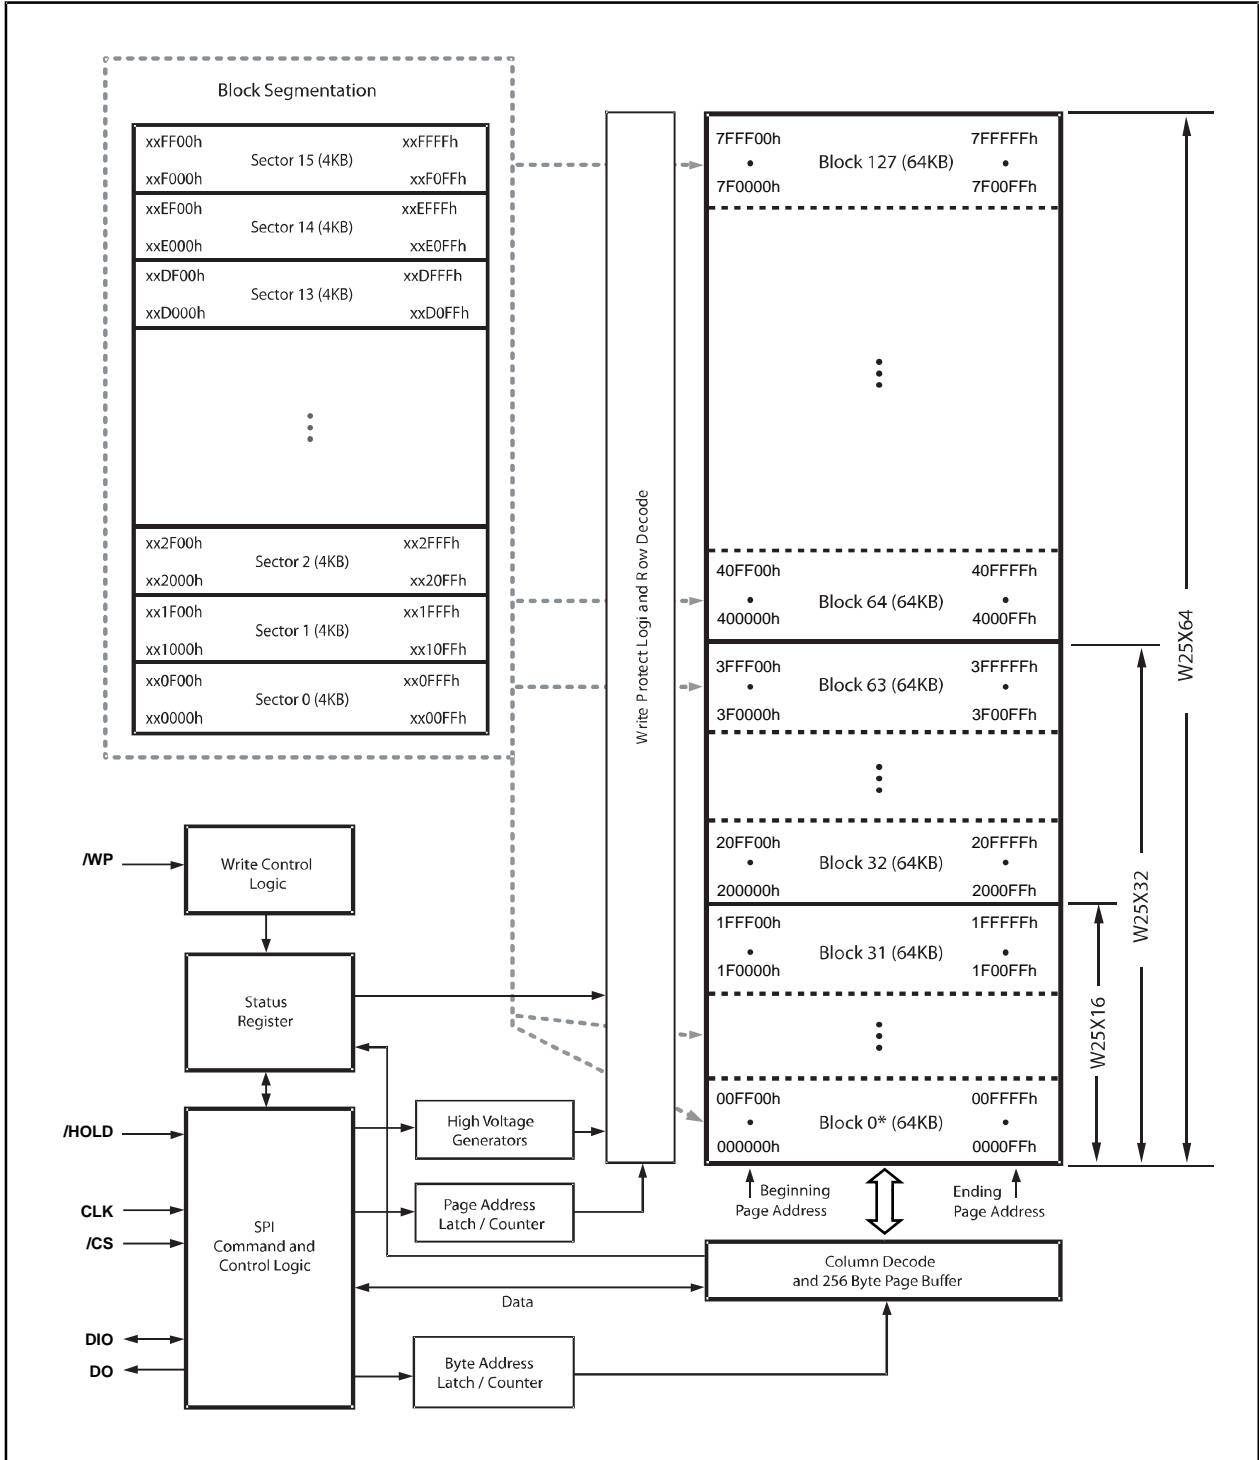 Block Segmentation
xxFF00h xxFFFFh
Sector 15 (4KB)
xxF000h xxF0FFh
xxEF00h xxEFFFh
Sector 14 (4KB)
xxE000h xxE0FFh
xxDF00h xxDFFFh
Sector 13 (4KB)
xxD000h xxD0FFh
xx2F00h xx2FFFh
Sector 2 (4KB)
xx2000h xx20FFh
xx1F00h xx1FFFh
Sector 1 (4KB)
xx1000h xx10FFh
xx0F00h xx0FFFh
Sector 0 (4KB)
xx0000h xx00FFh
Write Protect Logi and Row Decode
7FFF00h 7FFFFFh
Block 127 (64KB)
7F0000h 7F00FFh
40FF00h 40FFFFh
Block 64 (64KB)
400000h 4000FFh
3FFF00h 3FFFFFh
Block 63 (64KB)
3F0000h 3F00FFh
20FF00h 20FFFFh
Block 32 (64KB)
200000h 2000FFh
1FFF00h 1FFFFFh
Block 31 (64KB)
1F0000h 1F00FFh
00FF00h 00FFFFh
Block 0* (64KB)
000000h 0000FFh
W25X64
W25X32
W25X16
Beginning
Page Address
Ending
Page Address
/WP
Write Control
Logic
Status
Register
/HOLD
CLK
/CS
DIO
DO
SPI
Command and
Control Logic
High Voltage
Generators
Page Address
Latch / Counter
Column Decode
and 256 Byte Page Buffer
Data
Byte Address
Latch / Counter